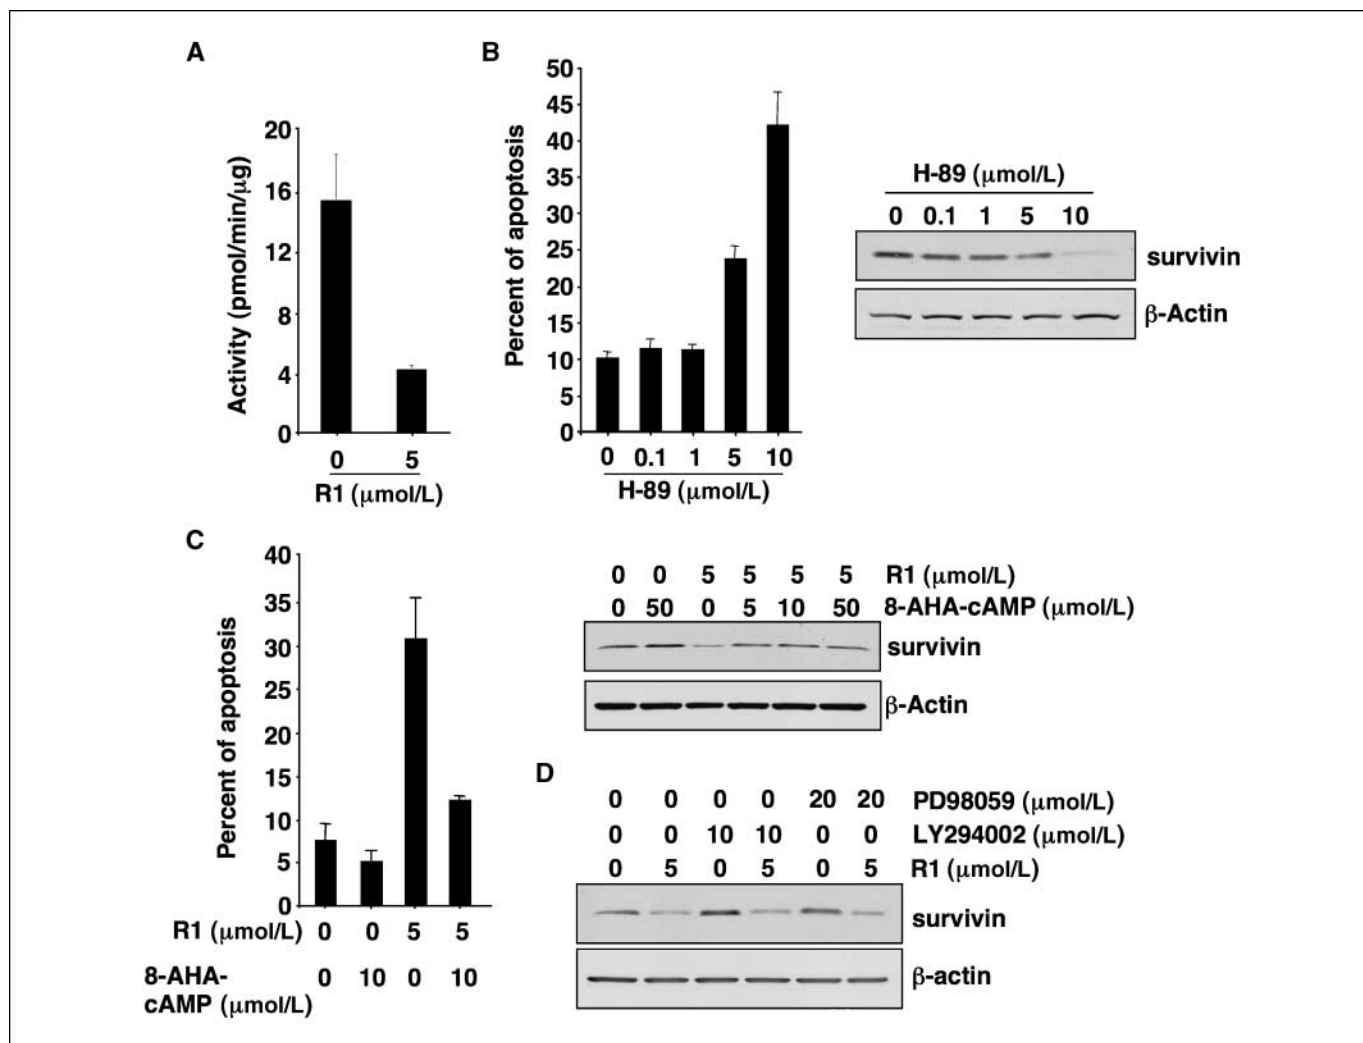 A
Activity (pmol/min/μg)
20
16
12
8
4
0
0 5
R1 (μmol/L)
B
Percent of apoptosis
50
45
40
35
30
25
20
15
10
5
0
0 0.1 1 5 10
H-89 (μmol/L)
H-89 (μmol/L)
0 0.1 1 5 10
survivin
β-Actin
C
Percent of apoptosis
40
35
30
25
20
15
10
5
0
R1 (μmol/L) 0 0 5 5
8-AHA-
cAMP (μmol/L) 0 10 0 10
0 0 5 5 5 5 R1 (μmol/L)
0 50 0 5 10 50 8-AHA-cAMP (μmol/L)
survivin
β-Actin
D
0 0 0 0 20 20 PD98059 (μmol/L)
0 0 10 10 0 0 LY294002 (μmol/L)
0 5 0 5 0 5 R1 (μmol/L)
survivin
β-actin